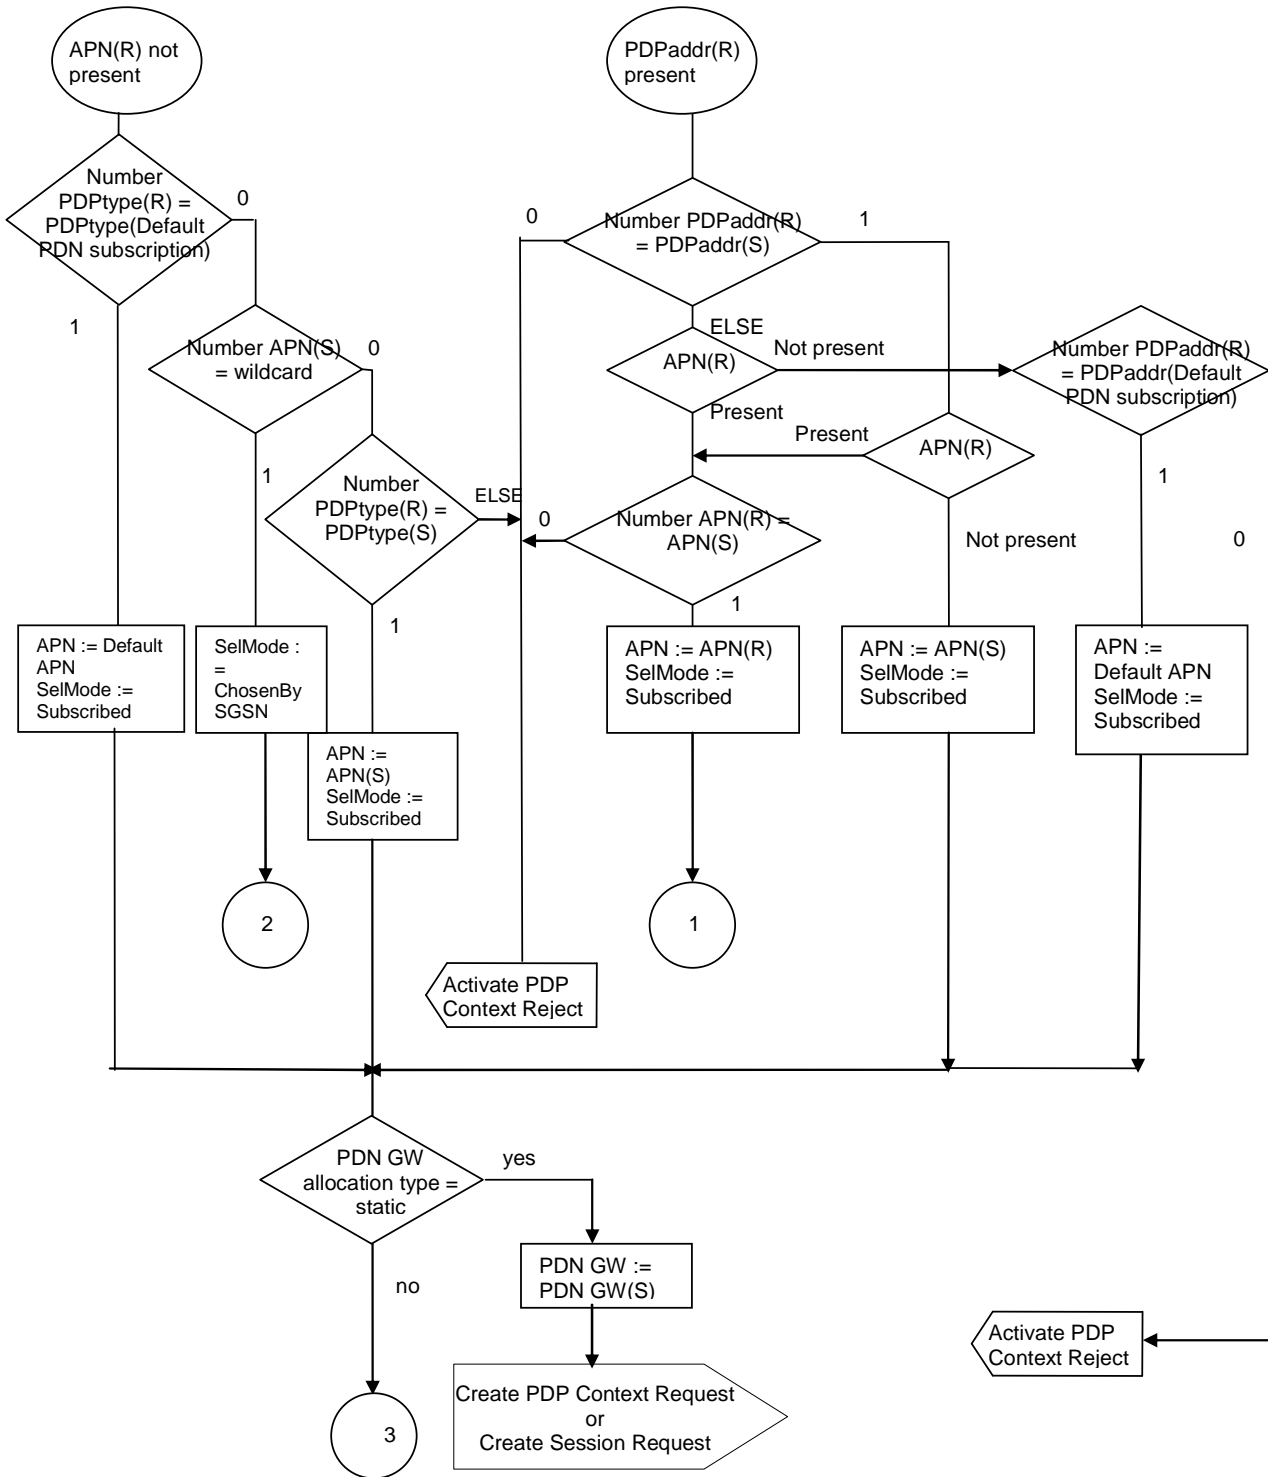 APN(R) not
present
PDPaddr(R)
present
Number
PDPtype(R) =
PDPtype(Default
PDN subscription)
0
1
Number PDPaddr(R)
= PDPaddr(S)
0
1
ELSE
Number APN(S)
= wildcard
0
1
APN(R)
Not present
Present
Number PDPaddr(R)
= PDPaddr(Default
PDN subscription)
1
0
Present
APN(R)
Not present
Number
PDPtype(R) =
PDPtype(S)
ELSE
1
Number APN(R) =
APN(S)
0
1
APN := Default
APN
SelMode :=
Subscribed
SelMode :
=
ChosenBy
SGSN
APN :=
APN(S)
SelMode :=
Subscribed
APN := APN(R)
SelMode :=
Subscribed
APN := APN(S)
SelMode :=
Subscribed
APN :=
Default APN
SelMode :=
Subscribed
2
1
Activate PDP
Context Reject
PDN GW
allocation type =
static
yes
no
PDN GW :=
PDN GW(S)
Activate PDP
Context Reject
3
Create PDP Context Request
or
Create Session Request